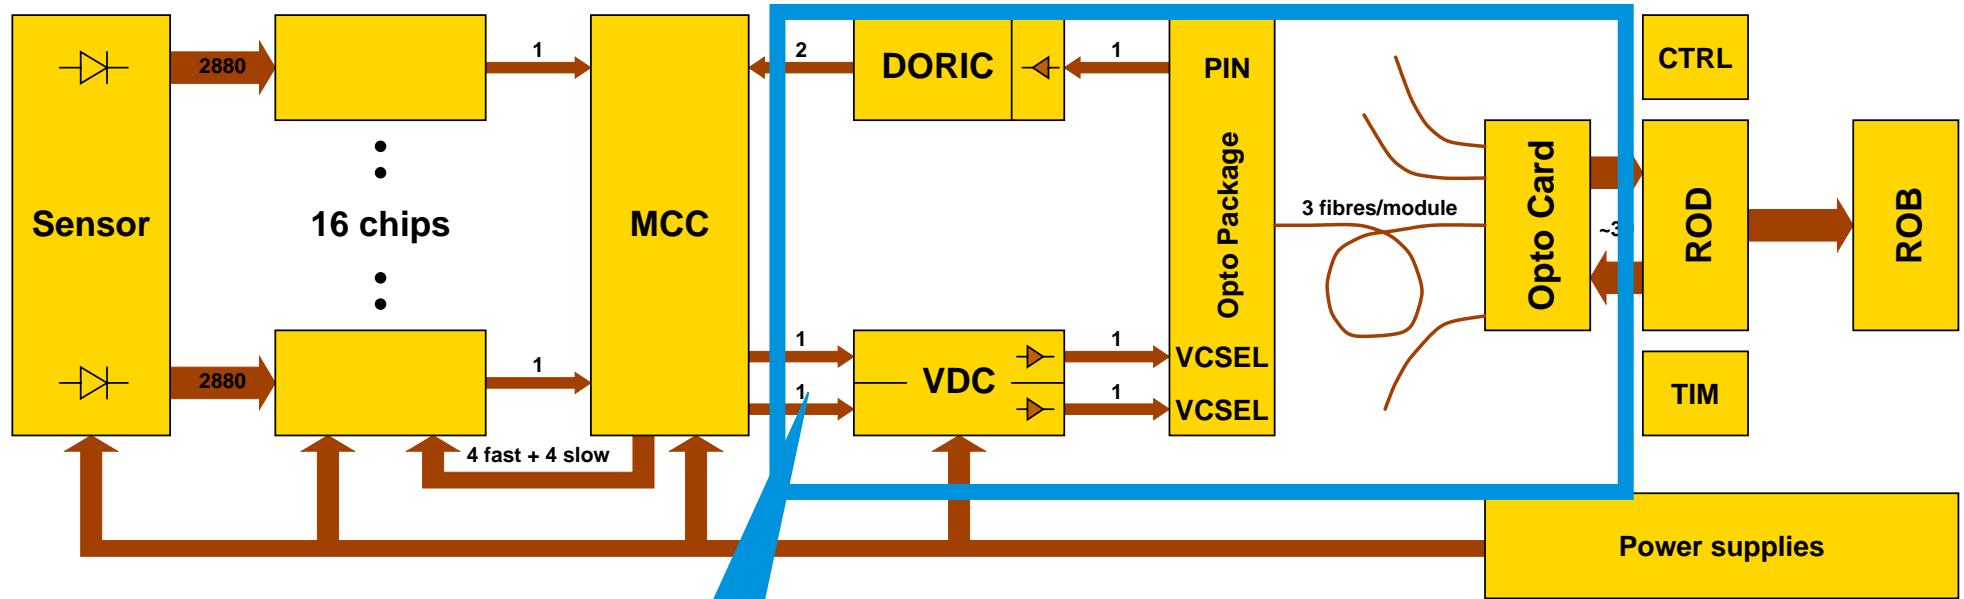 Sensor
2880
2880
16 chips
1
1
MCC
4 fast + 4 slow
2
DORIC
1
PIN
Opto Package
1
1
VDC
1
1
VCSEL
VCSEL
3 fibres/module
Opto Card
CTRL
ROD
TIM
ROB
Power supplies